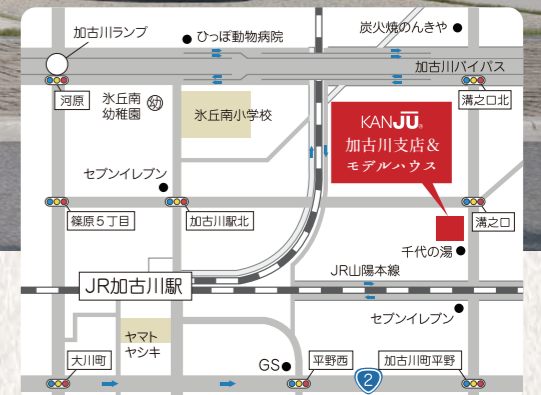 加古川ランプ
ひっぽ動物病院
炭火焼のんきや
加古川バイパス
河原
氷丘南
幼稚園
幼
氷丘南小学校
溝之口北
KANJU®
加古川支店&
モデルハウス
セブンイレブン
篠原5丁目
加古川駅北
溝之口
千代の湯
JR加古川駅
JR山陽本線
セブンイレブン
ヤマト
ヤシキ
大川町
GS
平野西
2
加古川町平野